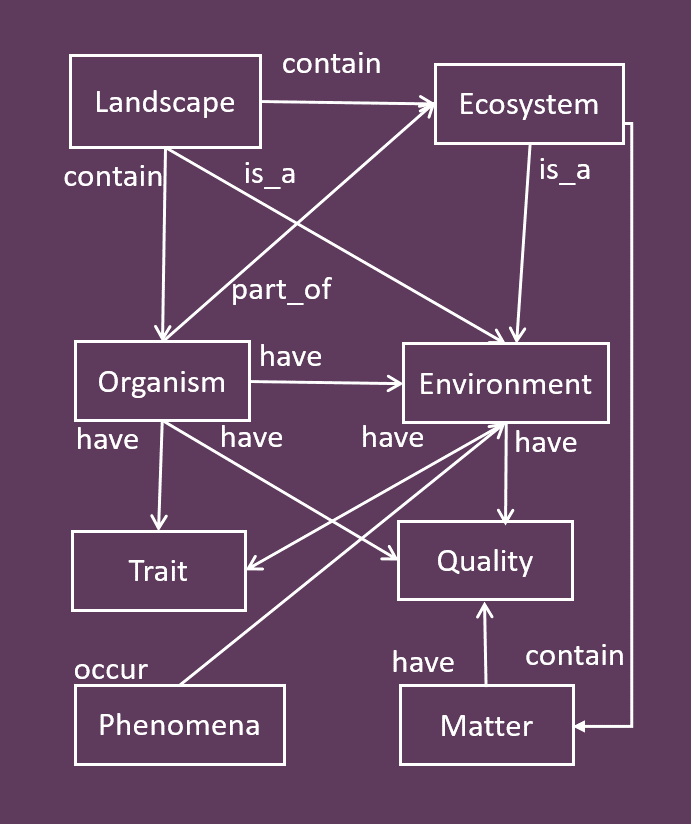 contain
Landscape
Ecosystem
contain
is_a
is_a
part_of
have
Organism
Environment
have
have
have
have
Trait
Quality
occur
have
contain
Phenomena
Matter